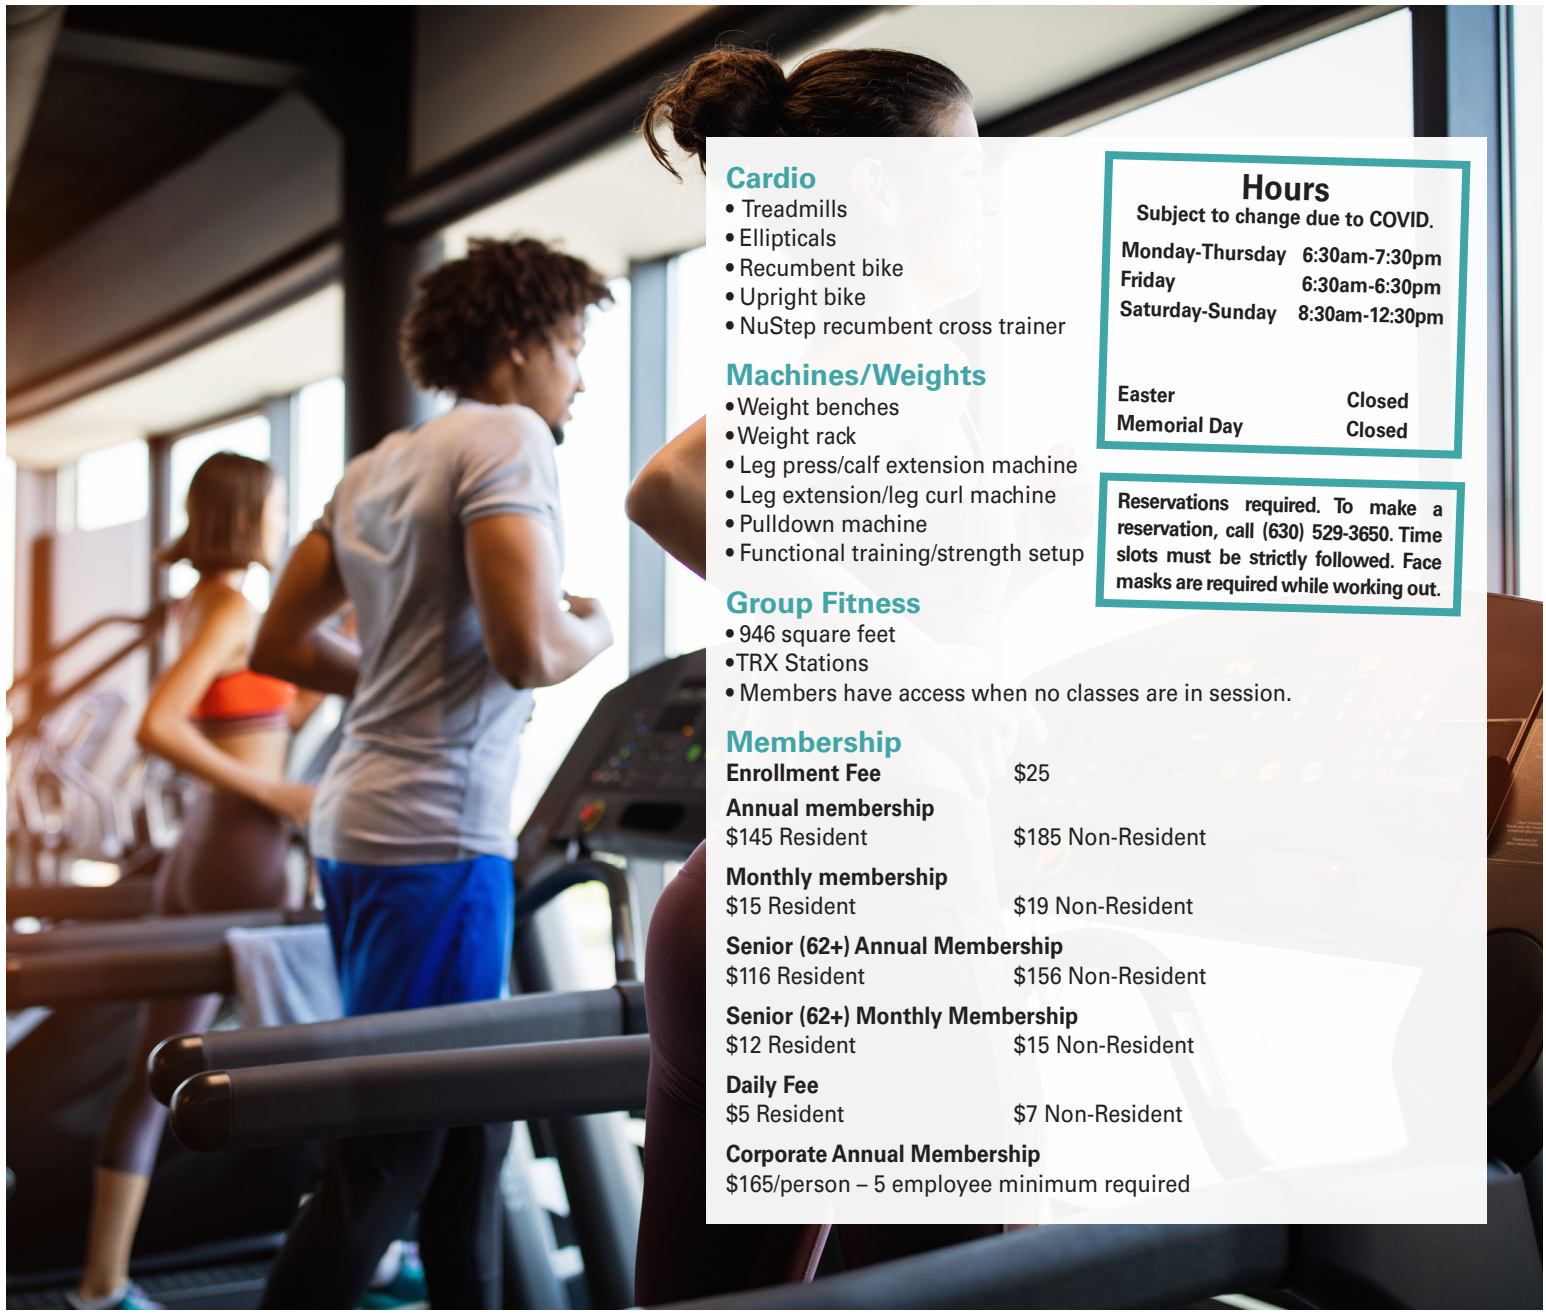 Cardio
• Treadmills
• Ellipticals
• Recumbent bike
• Upright bike
• NuStep recumbent cross trainer
Machines/Weights
• Weight benches
• Weight rack
• Leg press/calf extension machine
• Leg extension/leg curl machine
• Pulldown machine
• Functional training/strength setup
Group Fitness
• 946 square feet
• TRX Stations
• Members have access when no classes are in session.
Membership
Enrollment Fee $25
Annual membership
$145 Resident $185 Non-Resident
Monthly membership
$15 Resident $19 Non-Resident
Senior (62+) Annual Membership
$116 Resident $156 Non-Resident
Senior (62+) Monthly Membership
$12 Resident $15 Non-Resident
Daily Fee
$5 Resident $7 Non-Resident
Corporate Annual Membership
$165/person – 5 employee minimum required
Hours
Subject to change due to COVID.
Monday-Thursday 6:30am-7:30pm
Friday 6:30am-6:30pm
Saturday-Sunday 8:30am-12:30pm
Easter Closed
Memorial Day Closed
Reservations required. To make a
reservation, call (630) 529-3650. Time
slots must be strictly followed. Face
masks are required while working out.